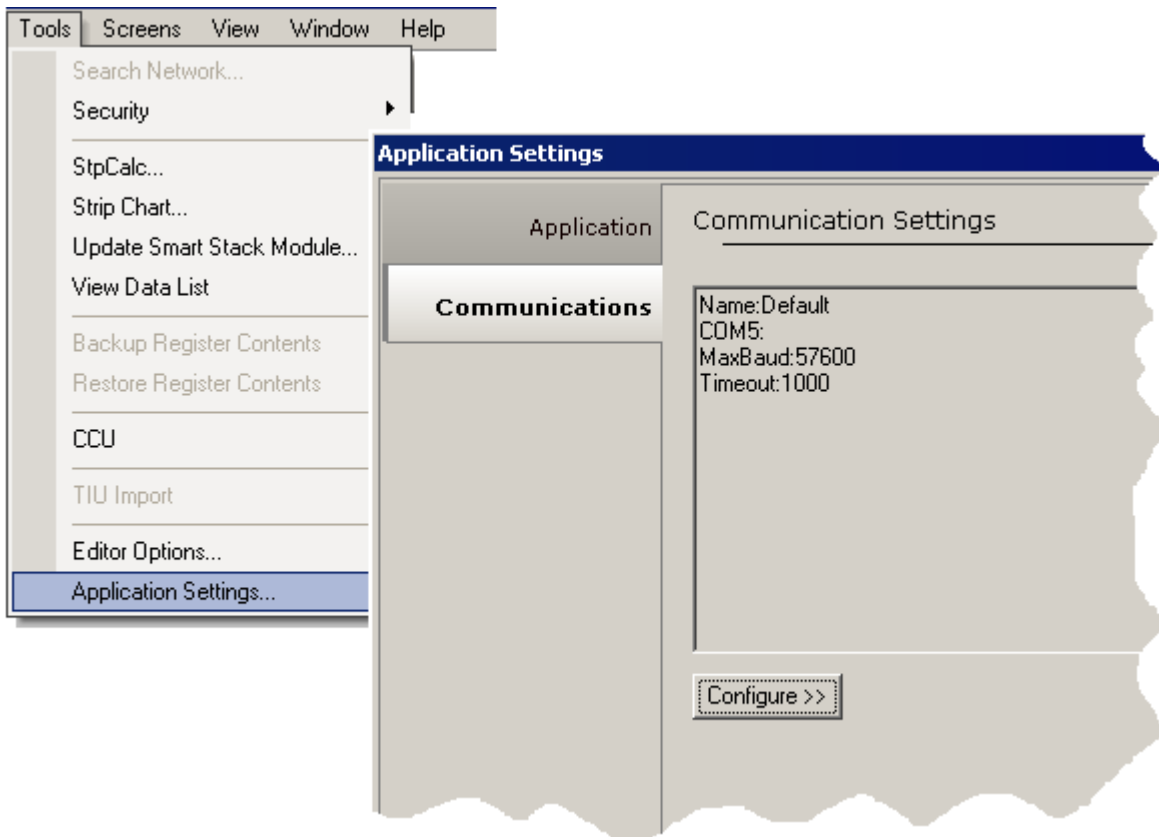 Tools Screens View Window Help
Search Network...
Security
StpCalc...
Strip Chart...
Update Smart Stack Module...
View Data List
Backup Register Contents
Restore Register Contents
CCU
TIU Import
Editor Options...
Application Settings...
Application Settings
Application
Communications
Communication Settings
Name:Default
COM5:
MaxBaud:57600
Timeout:1000
Configure >>